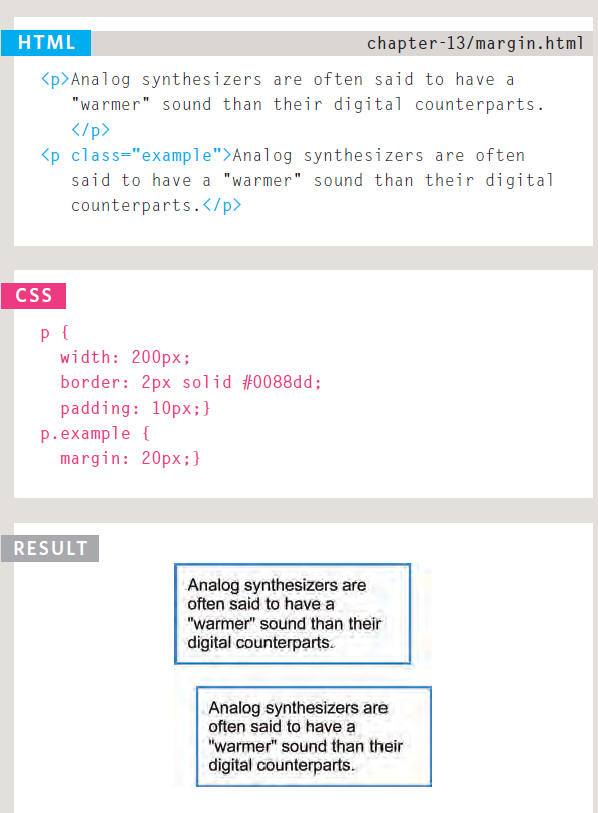 HTML
chapter-13/margin.html
<p>Analog synthesizers are often said to have a
"warmer" sound than their digital counterparts.
</p>
<p class="example">Analog synthesizers are often
said to have a "warmer" sound than their digital
counterparts.</p>
CSS
p {
width: 200px;
border: 2px solid #0088dd;
padding: 10px;}
p.example {
margin: 20px;}
RESULT
Analog synthesizers are
often said to have a
"warmer" sound than their
digital counterparts.
Analog synthesizers are
often said to have a
"warmer" sound than their
digital counterparts.